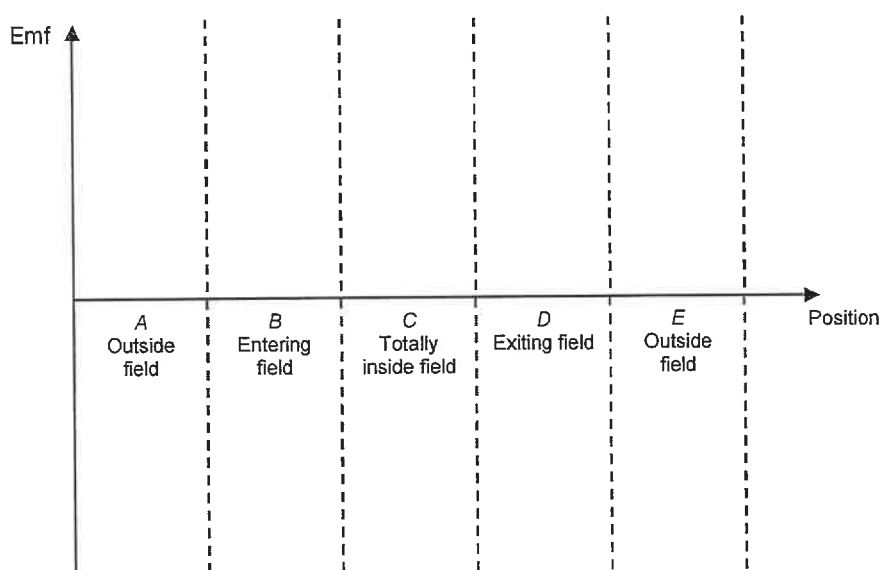 Emf
A
Outside
field
B
Entering
field
C
Totally
inside field
D
Exiting field
E
Outside
field
Position